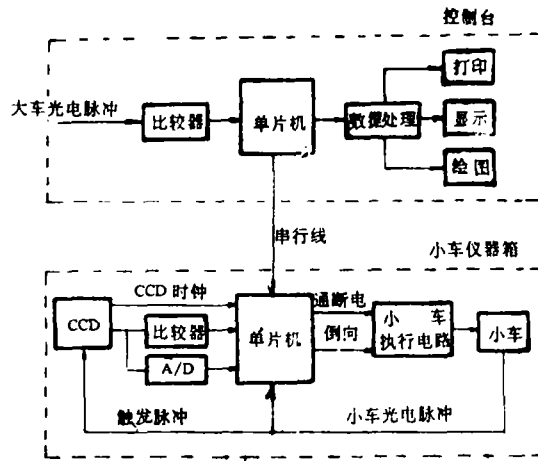 控制台
打印
大车光电脉冲
比较器
单片机
数据处理
显示
绘图
串行线
小车仪器箱
CCD 时钟
通断电
CCD
比较器
单片机
倒向
小 车
执行电路
小车
A/D
触发脉冲
小车光电脉冲